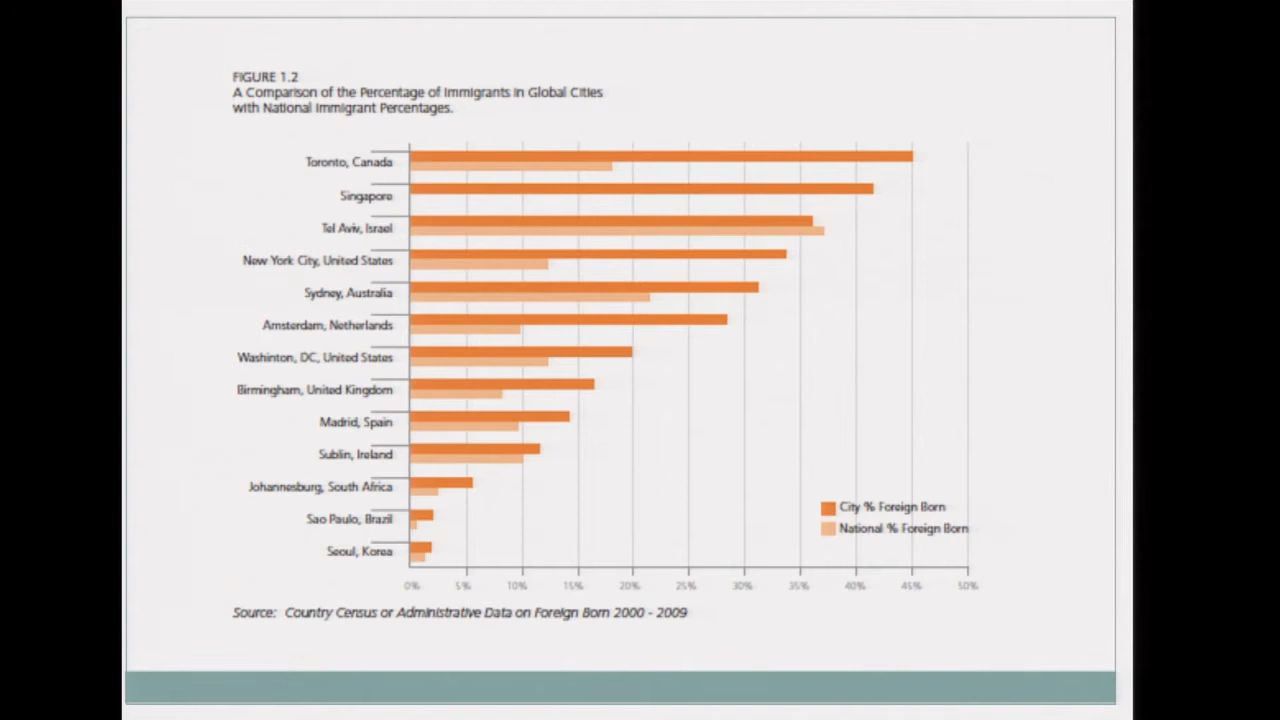 FIGURE 1.2
A Comparison of the Percentage of Immigrants in Global Cities
with National Immigrant Percentages.
Toronto, Canada
Singapore
Tel Aviv, Israel
New York City, United States
Sydney, Australia
Amsterdam, Netherlands
Washinton, DC, United States
Birmingham, United Kingdom
Madrid, Spain
Sublin, Ireland
Johannesburg, South Africa
Sao Paulo, Brazil
Seoul, Korea
City % Foreign Born
National % Foreign Born
0% 5% 10% 15% 20% 25% 30% 35% 40% 45% 50%
Source: Country Census or Administrative Data on Foreign Born 2000 - 2009